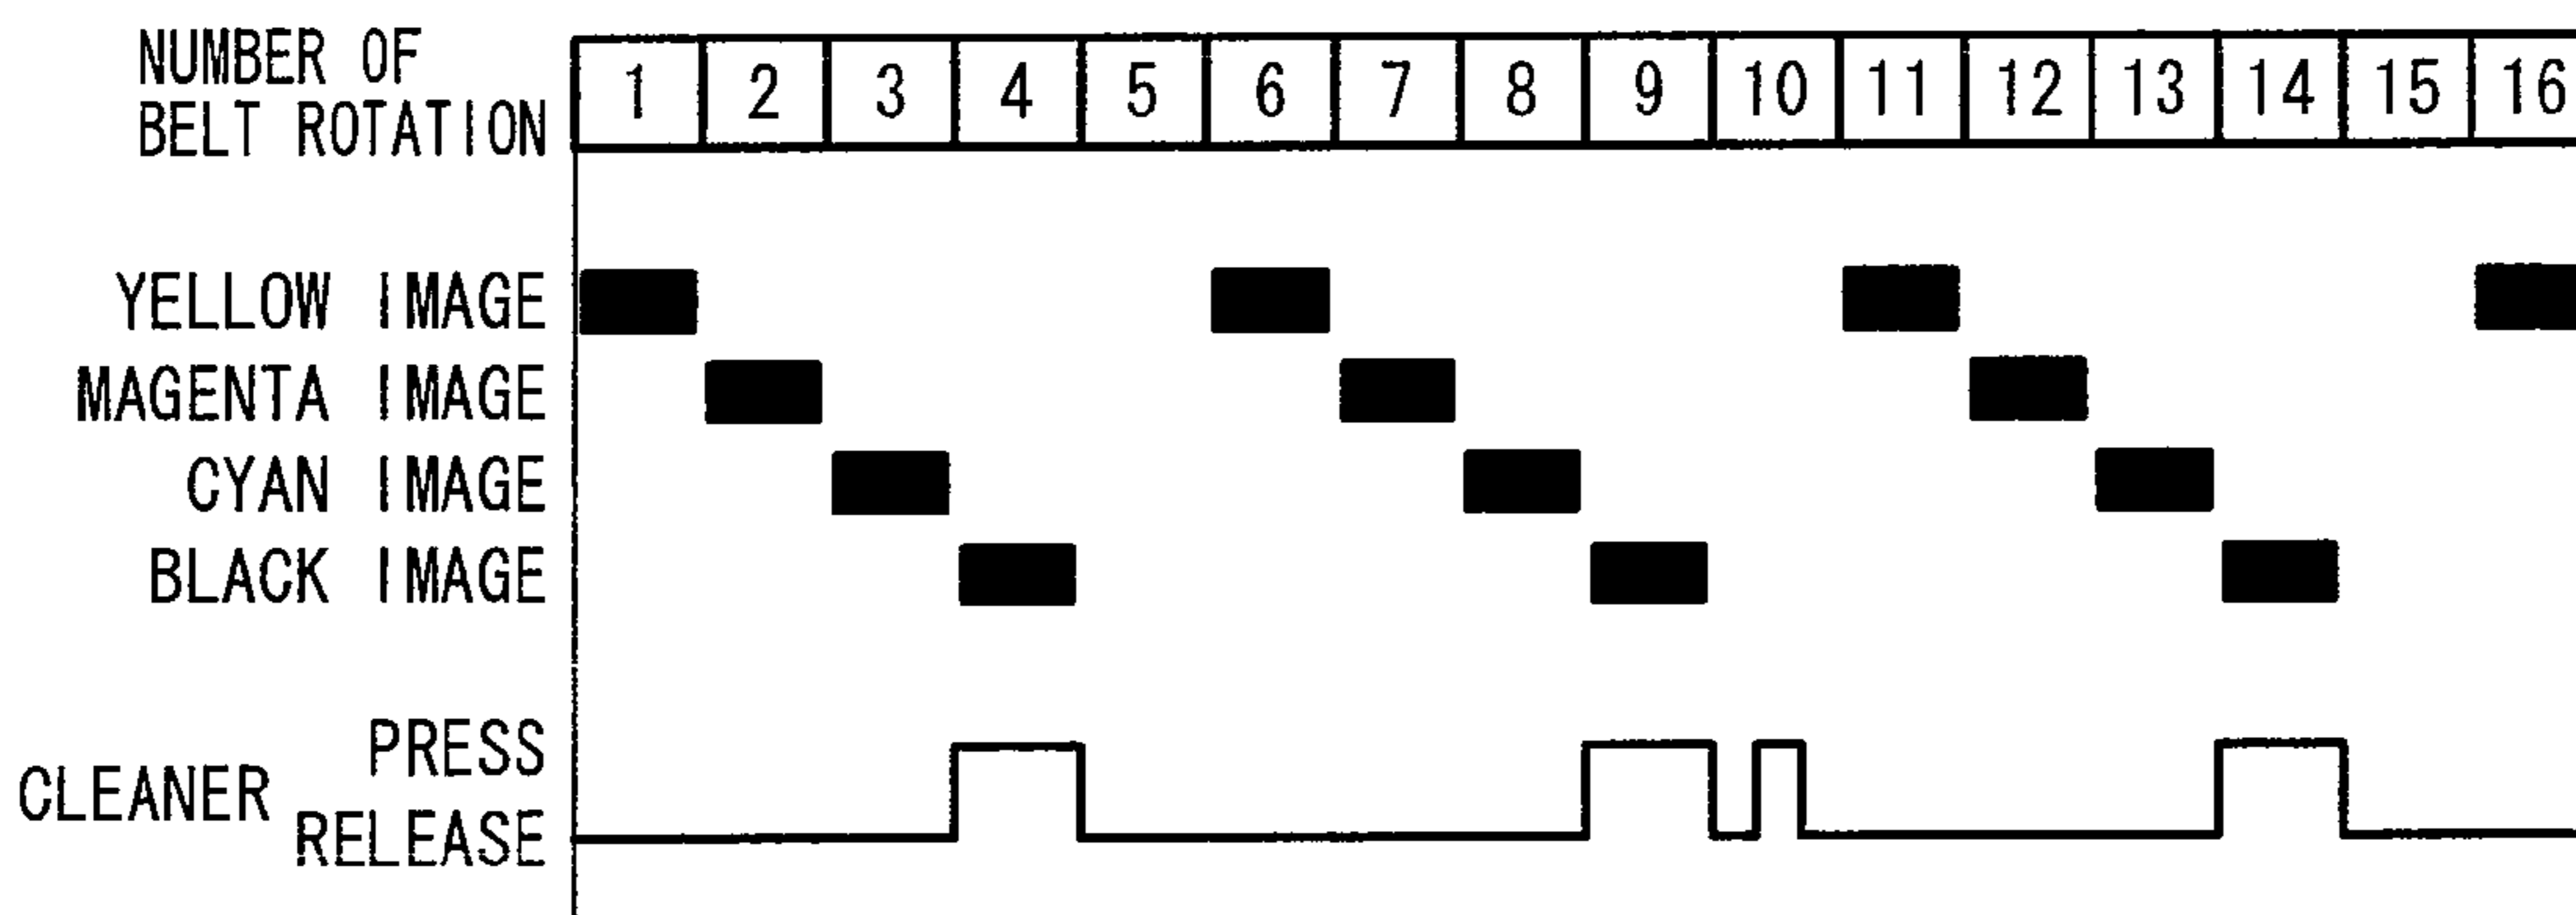 NUMBER OF
BELT ROTATION
1 2 3 4 5 6 7 8 9 10 11 12 13 14 15 16
YELLOW IMAGE
MAGENTA IMAGE
CYAN IMAGE
BLACK IMAGE
PRESS
CLEANER
RELEASE